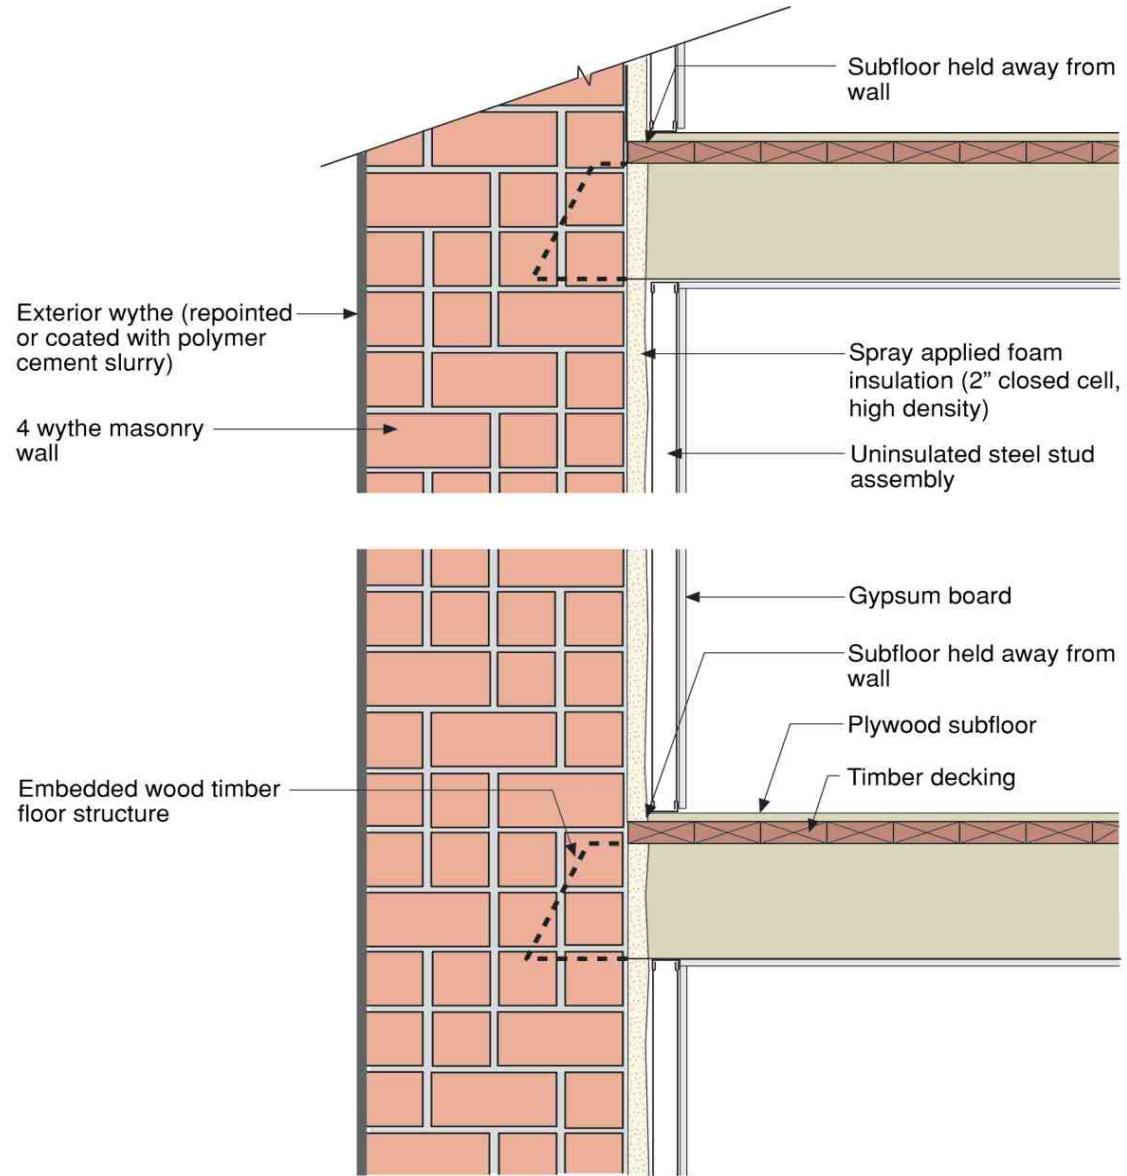 Subfloor held away from
wall
Exterior wythe (repointed
or coated with polymer
cement slurry)
Spray applied foam
insulation (2” closed cell,
high density)
4 wythe masonry
wall
Uninsulated steel stud
assembly
Gypsum board
Subfloor held away from
wall
Plywood subfloor
Timber decking
Embedded wood timber
floor structure